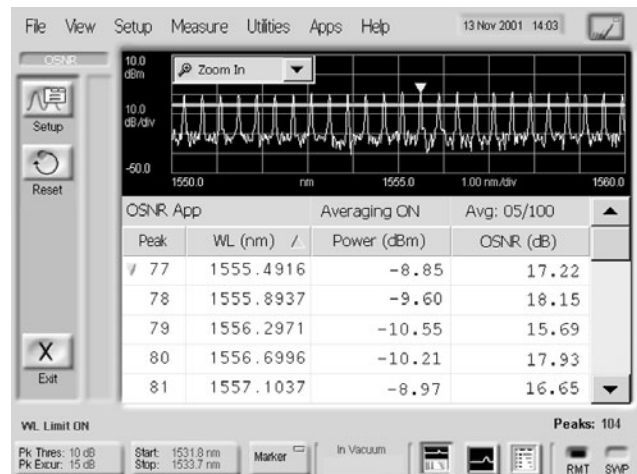 File View Setup Measure Utilities Apps Help 13 Nov 2001 14:03
OSNR
10.0 dBm
Zoom In
10.0 dB/div
-50.0
1550.0 nm 1555.0 1.00 nm/div 1560.0
Setup
Reset
Exit
OSNR App Averaging ON Avg: 05/100
Peak WL (nm) Power (dBm) OSNR (dB)
77 1555.4916 -8.85 17.22
78 1555.8937 -9.60 18.15
79 1556.2971 -10.55 15.69
80 1556.6996 -10.21 17.93
81 1557.1037 -8.97 16.65
WL Limit ON Peaks: 104
Pk Thres: 10 dB
Pk Excur: 15 dB
Start: 1531.8 nm
Stop: 1533.7 nm
Marker
In Vacuum
RMT SWP